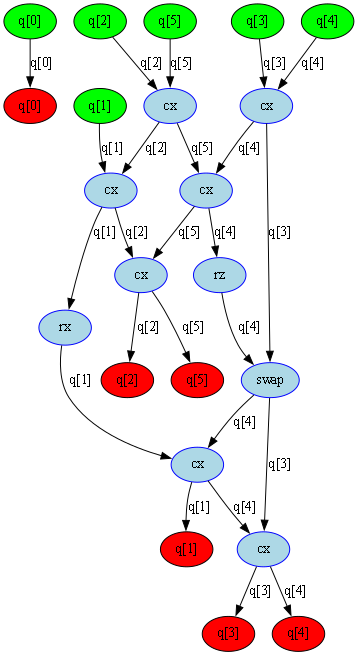 q[0] q[2] q[5] q[3] q[4]
q[0] q[2] q[5] q[3] q[4]
q[0] q[1] cx cx
q[1] q[2] q[5] q[4]
cx cx
q[1] q[2] q[5] q[4] q[3]
cx rz
rx q[2] q[5] q[4]
q[1] q[2] q[5] swap
q[4]
cx q[3]
q[1] q[4]
q[1] cx
q[3] q[4]
q[3] q[4]